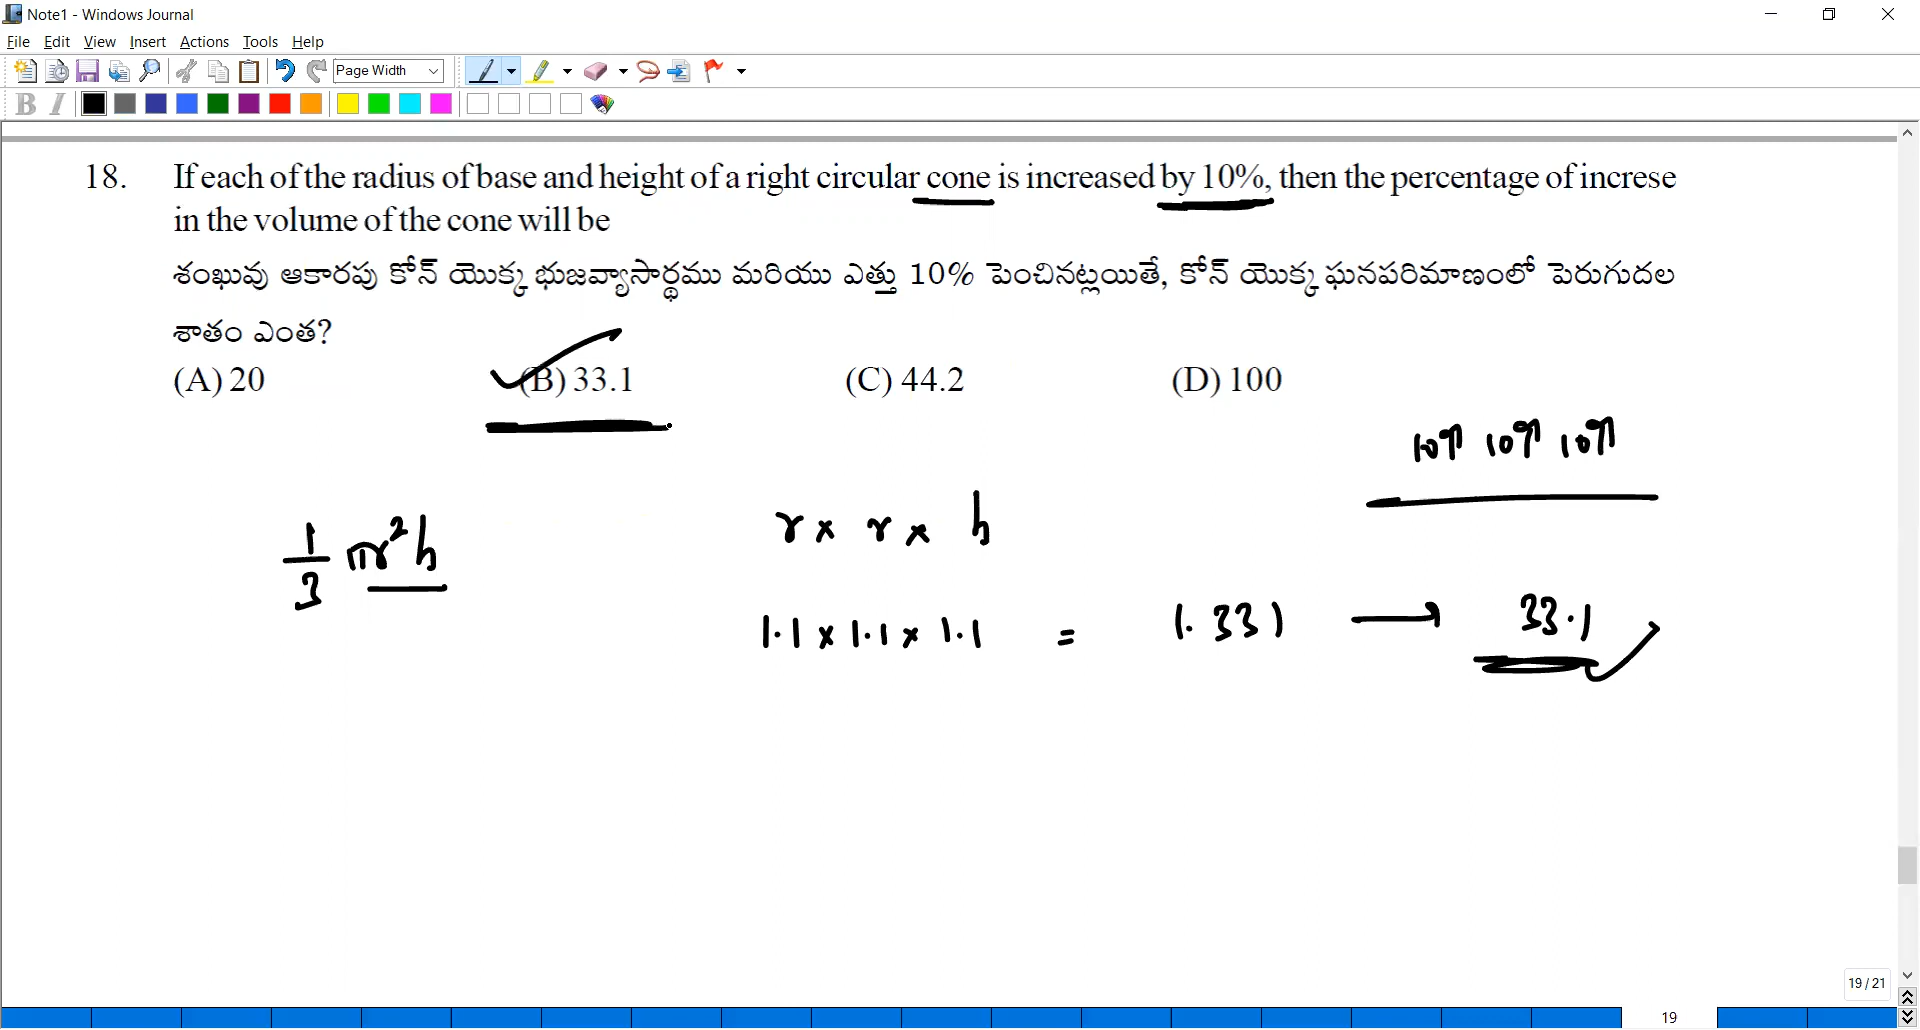 Note1 - Windows Journal
File Edit View Insert Actions Tools Help
Page Width
B I
18. If each of the radius of base and height of a right circular cone is increased by 10%, then the percentage of increse
in the volume of the cone will be
శంఖువు ఆకారపు కోన్ యొక్క భుజవ్యాసార్థము మరియు ఎత్తు 10% పెంచినట్లయితే, కోన్ యొక్క ఘనపరిమాణంలో పెరుగుదల
శాతం ఎంత?
(A) 20 (B) 33.1 (C) 44.2 (D) 100
10↑ 10↑ 10↑
1/3 πr²h r × r × h
1.1 × 1.1 × 1.1 = 1.331 → 33.1
19 / 21
19